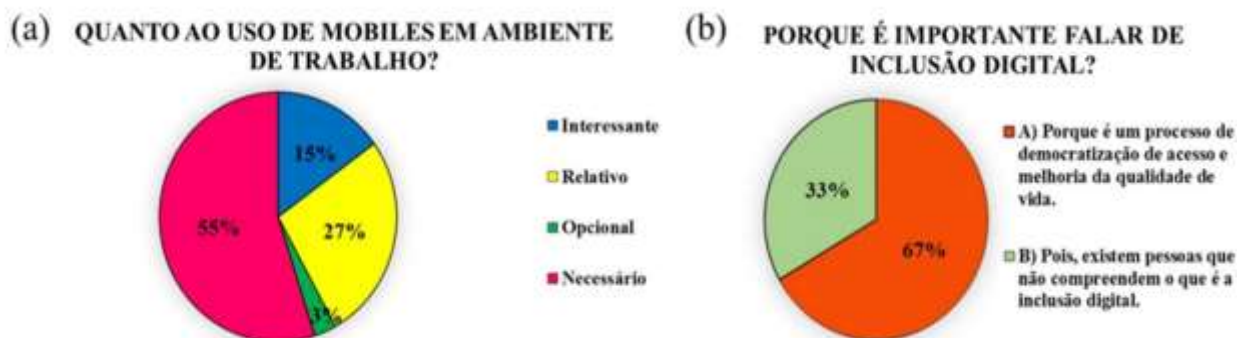 (a) QUANTO AO USO DE MOBILES EM AMBIENTE
DE TRABALHO?
15%
27%
3%
55%
Interessante
Relativo
Opcional
Necessário
(b) PORQUE É IMPORTANTE FALAR DE
INCLUSÃO DIGITAL?
33%
67%
A) Porque é um processo de
democratização de acesso e
melhoria da qualidade de
vida.
B) Pois, existem pessoas que
não compreendem o que é a
inclusão digital.